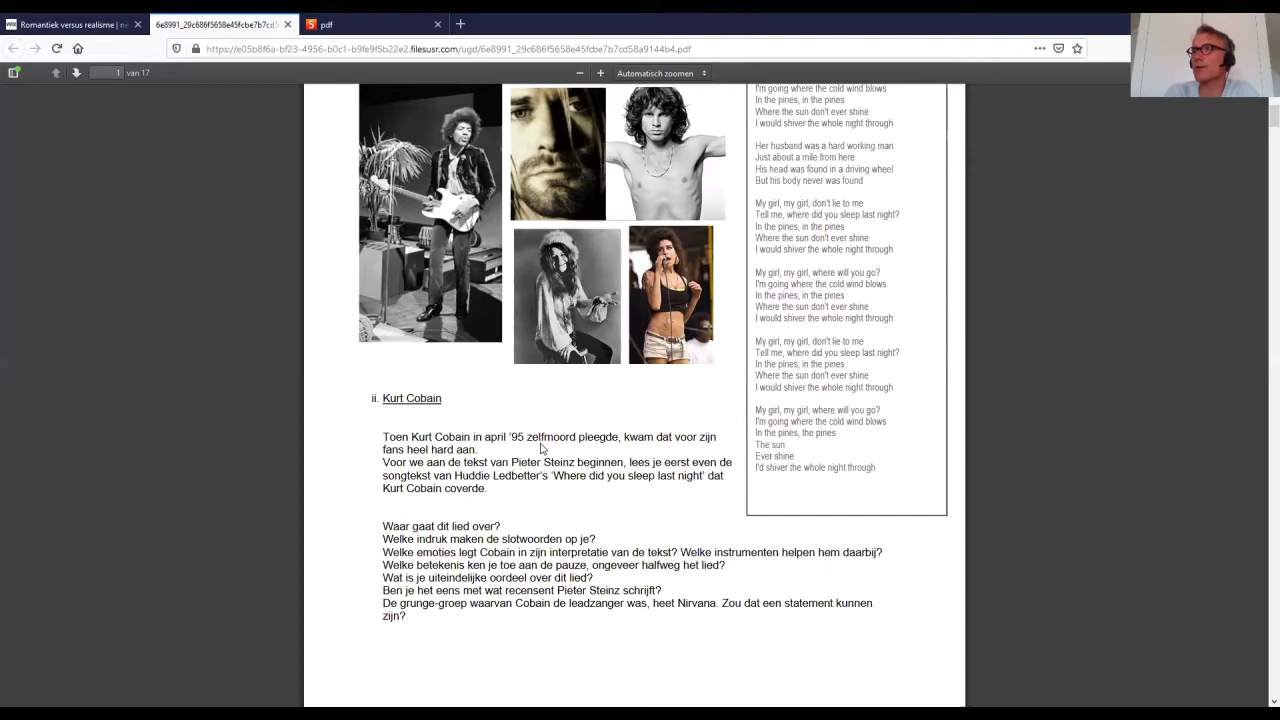 Romantiek versus realisme | ne
6e8991_29c686f5658e45fcbe7b7cd5
pdf
https://e05b8f6a-bf23-4956-b0c1-b9fe9f5b22e2.filesusr.com/ugd/6e8991_29c686f5658e45fcbe7b7cd58a9144b4.pdf
1 van 17
Automatisch zoomen
I'm going where the cold wind blows
In the pines, in the pines
Where the sun don't ever shine
I would shiver the whole night through
Her husband was a hard working man
Just about a mile from here
His head was found in a driving wheel
But his body never was found
My girl, my girl, don't lie to me
Tell me, where did you sleep last night?
In the pines, in the pines
Where the sun don't ever shine
I would shiver the whole night through
My girl, my girl, where will you go?
I'm going where the cold wind blows
In the pines, in the pines
Where the sun don't ever shine
I would shiver the whole night through
My girl, my girl, don't lie to me
Tell me, where did you sleep last night?
In the pines, in the pines
Where the sun don't ever shine
I would shiver the whole night through
My girl, my girl, where will you go?
I'm going where the cold wind blows
In the pines, the pines
The sun
Ever shine
I'd shiver the whole night through
ii. Kurt Cobain
Toen Kurt Cobain in april '95 zelfmoord pleegde, kwam dat voor zijn
fans heel hard aan.
Voor we aan de tekst van Pieter Steinz beginnen, lees je eerst even de
songtekst van Huddie Ledbetter's 'Where did you sleep last night' dat
Kurt Cobain coverde.
Waar gaat dit lied over?
Welke indruk maken de slotwoorden op je?
Welke emoties legt Cobain in zijn interpretatie van de tekst? Welke instrumenten helpen hem daarbij?
Welke betekenis ken je toe aan de pauze, ongeveer halfweg het lied?
Wat is je uiteindelijke oordeel over dit lied?
Ben je het eens met wat recensent Pieter Steinz schrijft?
De grunge-groep waarvan Cobain de leadzanger was, heet Nirvana. Zou dat een statement kunnen
zijn?